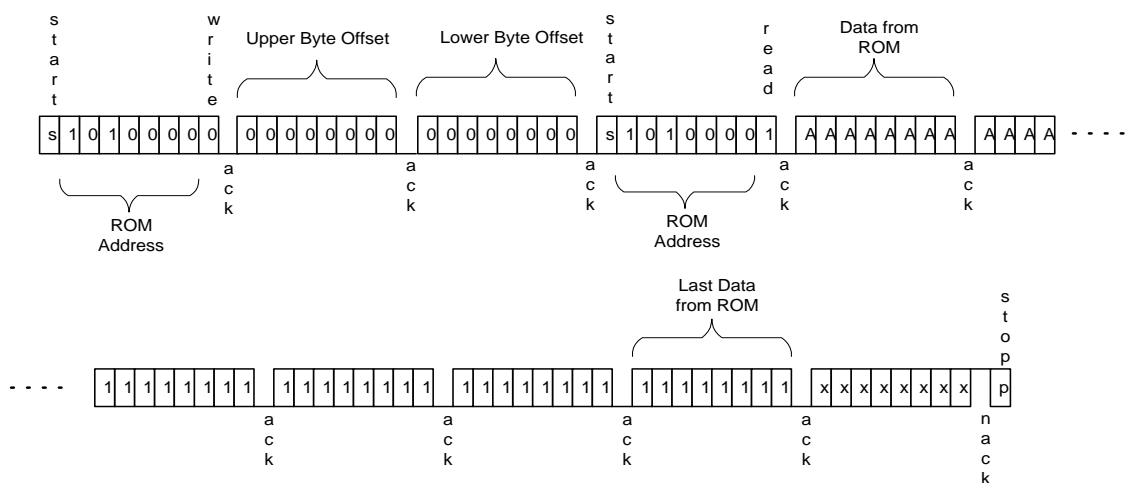 start
write
Upper Byte Offset
Lower Byte Offset
start
read
Data from
ROM
s 1 0 1 0 0 0 0 0
0 0 0 0 0 0 0 0
0 0 0 0 0 0 0 0
s 1 0 1 0 0 0 0 1
A A A A A A A A
A A A A
ack
ack
ack
ack
ack
ROM
Address
ROM
Address
Last Data
from ROM
stop
1 1 1 1 1 1 1 1
1 1 1 1 1 1 1 1
1 1 1 1 1 1 1 1
1 1 1 1 1 1 1 1
x x x x x x x x
p
ack
ack
ack
ack
nack